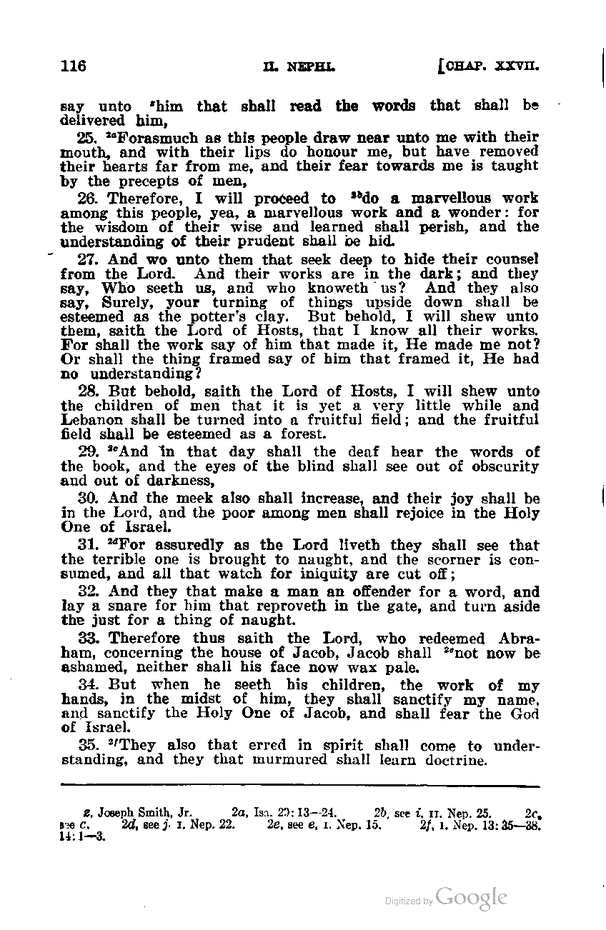 116 II. NEPHI. [CHAP. XXVII.
say unto ᶻhim that shall read the words that shall be
delivered him,
25. ²ᵃForasmuch as this people draw near unto me with their
mouth, and with their lips do honour me, but have removed
their hearts far from me, and their fear towards me is taught
by the precepts of men,
26. Therefore, I will proceed to ²ᵇdo a marvellous work
among this people, yea, a marvellous work and a wonder: for
the wisdom of their wise and learned shall perish, and the
understanding of their prudent shall be hid.
27. And wo unto them that seek deep to hide their counsel
from the Lord. And their works are in the dark; and they
say, Who seeth us, and who knoweth us? And they also
say, Surely, your turning of things upside down shall be
esteemed as the potter's clay. But behold, I will shew unto
them, saith the Lord of Hosts, that I know all their works.
For shall the work say of him that made it, He made me not?
Or shall the thing framed say of him that framed it, He had
no understanding?
28. But behold, saith the Lord of Hosts, I will shew unto
the children of men that it is yet a very little while and
Lebanon shall be turned into a fruitful field; and the fruitful
field shall be esteemed as a forest.
29. ²ᶜAnd in that day shall the deaf hear the words of
the book, and the eyes of the blind shall see out of obscurity
and out of darkness,
30. And the meek also shall increase, and their joy shall be
in the Lord, and the poor among men shall rejoice in the Holy
One of Israel.
31. ²ᵈFor assuredly as the Lord liveth they shall see that
the terrible one is brought to naught, and the scorner is con-
sumed, and all that watch for iniquity are cut off;
32. And they that make a man an offender for a word, and
lay a snare for him that reproveth in the gate, and turn aside
the just for a thing of naught.
33. Therefore thus saith the Lord, who redeemed Abra-
ham, concerning the house of Jacob, Jacob shall ²ᵉnot now be
ashamed, neither shall his face now wax pale.
34. But when he seeth his children, the work of my
hands, in the midst of him, they shall sanctify my name,
and sanctify the Holy One of Jacob, and shall fear the God
of Israel.
35. ²ᶠThey also that erred in spirit shall come to under-
standing, and they that murmured shall learn doctrine.
z, Joseph Smith, Jr. 2a, Isa. 29: 13—24. 2b, see i, II. Nep. 25. 2c,
see c. 2d, see j. I. Nep. 22. 2e, see e, I. Nep. 15. 2f, I. Nep. 13: 35—38.
14: 1—3.
Digitized by Google